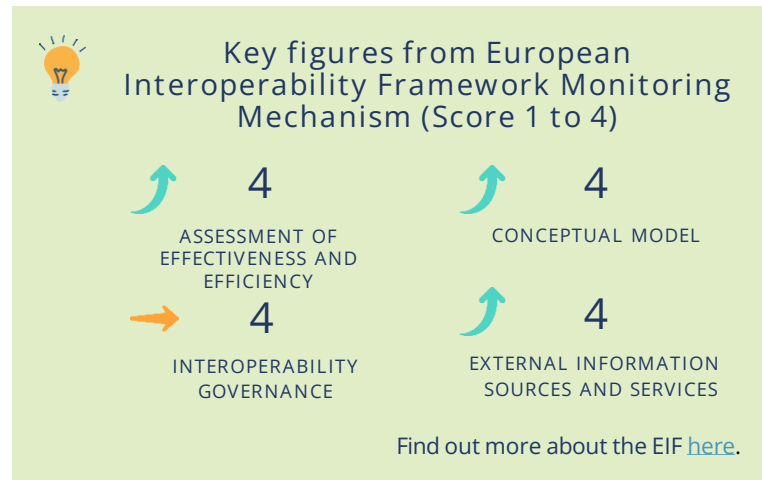 Key figures from European
Interoperability Framework Monitoring
Mechanism (Score 1 to 4)
4
ASSESSMENT OF
EFFECTIVENESS AND
EFFICIENCY
4
CONCEPTUAL MODEL
4
INTEROPERABILITY
GOVERNANCE
4
EXTERNAL INFORMATION
SOURCES AND SERVICES
Find out more about the EIF here.